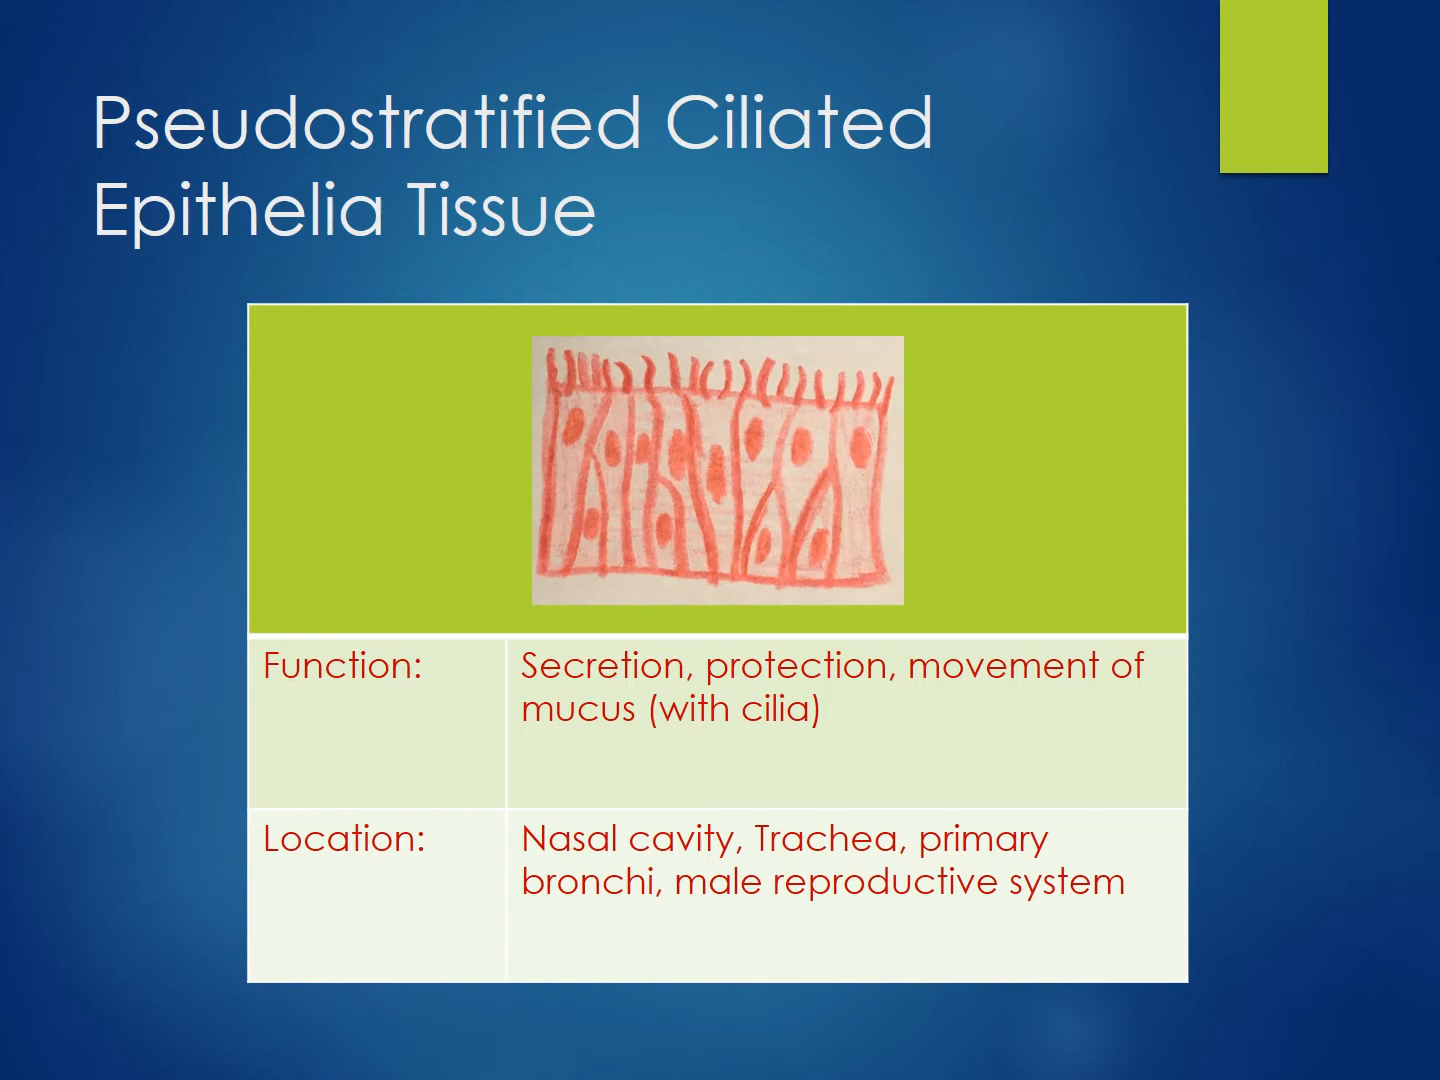 Pseudostratified Ciliated
Epithelia Tissue
Function:
Secretion, protection, movement of
mucus (with cilia)
Location:
Nasal cavity, Trachea, primary
bronchi, male reproductive system